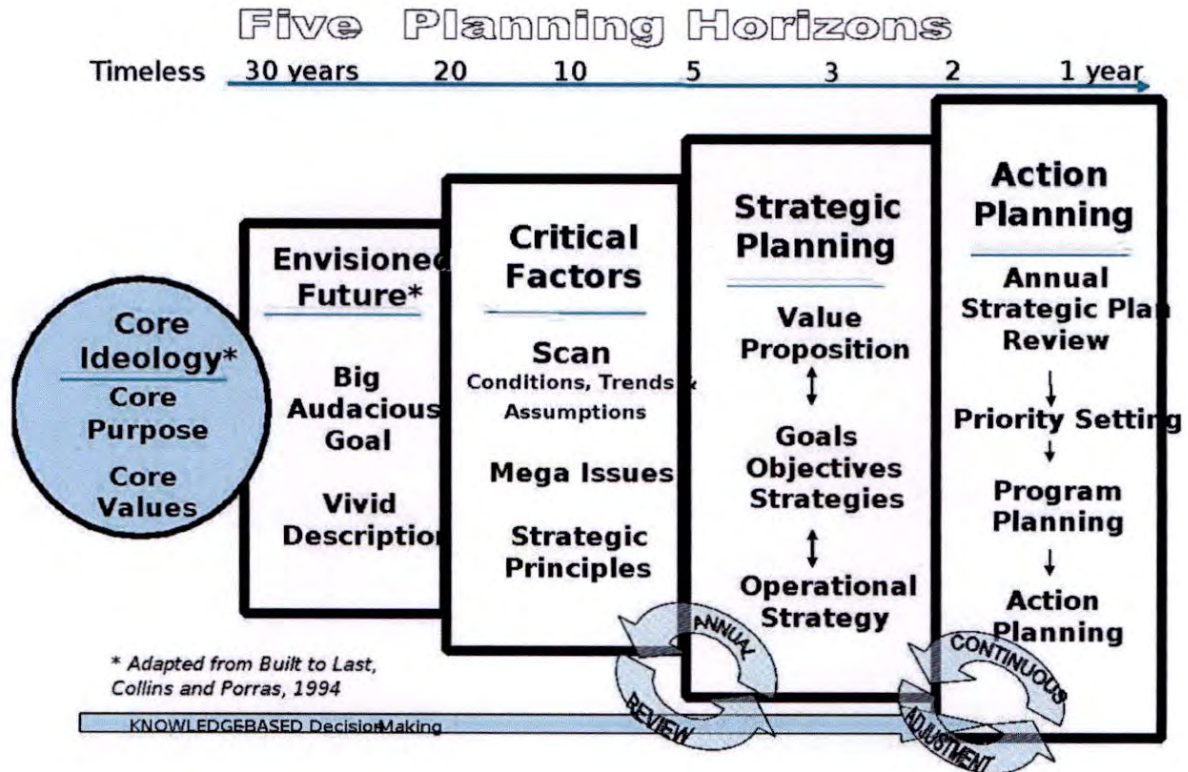 Five Planning Horizons
Timeless 30 years 20 10 5 3 2 1 year
Core
Ideology*
Core
Purpose
Core
Values
Envisioned
Future*
Big
Audacious
Goal
Vivid
Description
Critical
Factors
Scan
Conditions, Trends &
Assumptions
Mega Issues
Strategic
Principles
Strategic
Planning
Value
Proposition
Goals
Objectives
Strategies
Operational
Strategy
Action
Planning
Annual
Strategic Plan
Review
Priority Setting
Program
Planning
Action
Planning
ANNUAL
REVIEW
CONTINUOUS
ADJUSTMENT
* Adapted from Built to Last,
Collins and Porras, 1994
KNOWLEDGEBASED DecisionMaking